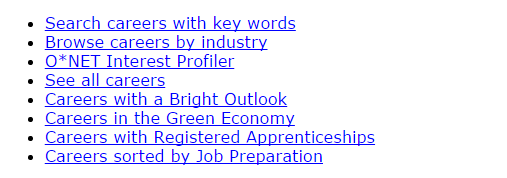 Search careers with key words
Browse careers by industry
O*NET Interest Profiler
See all careers
Careers with a Bright Outlook
Careers in the Green Economy
Careers with Registered Apprenticeships
Careers sorted by Job Preparation